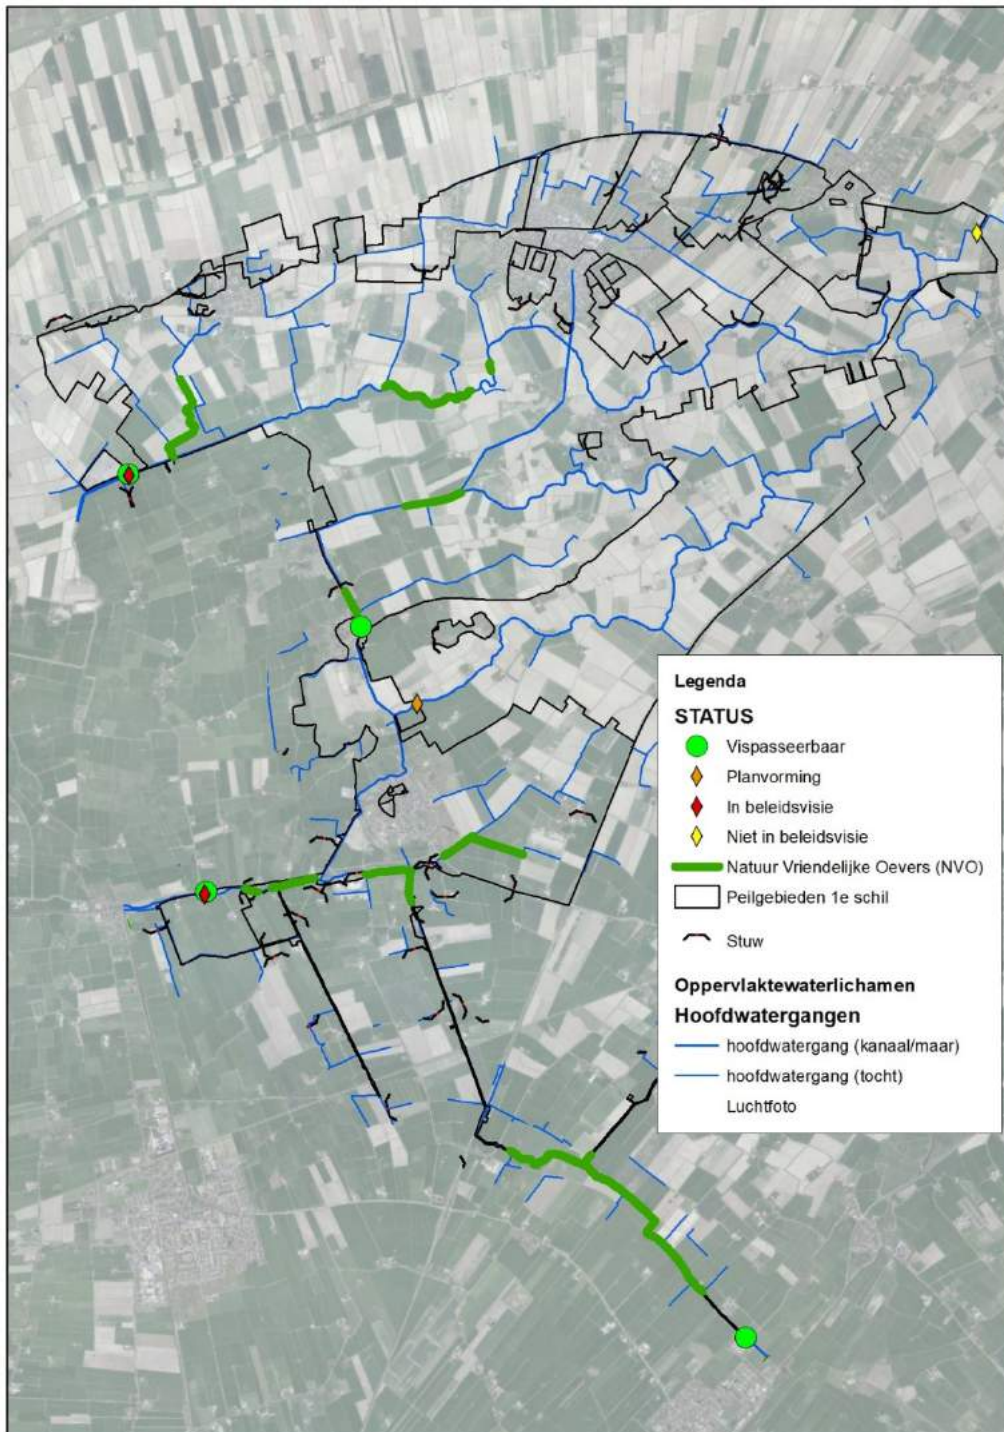 Legenda
STATUS
Vispasseerbaar
Planvorming
In beleidsvisie
Niet in beleidsvisie
Natuur Vriendelijke Oevers (NVO)
Peilgebieden 1e schil
Stuw
Oppervlaktewaterlichamen
Hoofdwatergangen
hoofdwatergang (kanaal/maar)
hoofdwatergang (tocht)
Luchtfoto